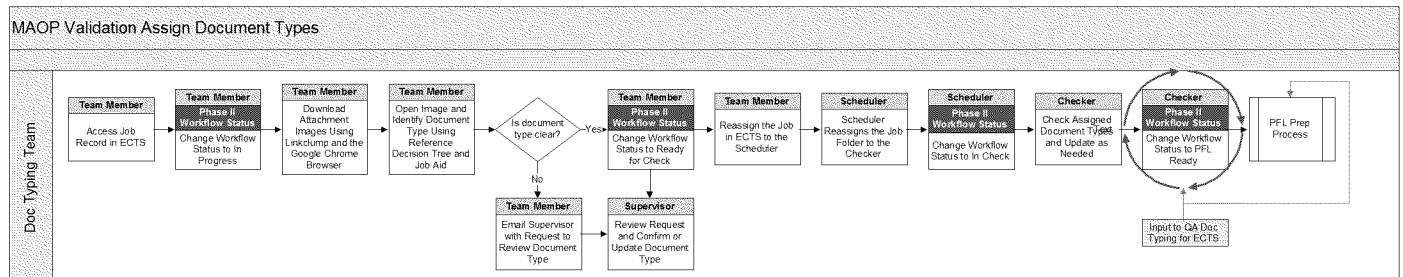 MAOP Validation Assign Document Types
Doc Typing Team
Team Member
Access Job
Record in ECTS
Team Member
Phase II
Workflow Status
Change Workflow
Status to In
Progress
Team Member
Download
Attachment
Images Using
Linkclump and the
Google Chrome
Browser
Team Member
Open Image and
Identify Document
Type Using
Reference
Decision Tree and
Job Aid
Is document
type clear?
Yes
No
Team Member
Phase II
Workflow Status
Change Workflow
Status to Ready
for Check
Team Member
Reassign the Job
in ECTS to the
Scheduler
Scheduler
Scheduler
Reassigns the Job
Folder to the
Checker
Scheduler
Phase II
Workflow Status
Change Workflow
Status to In Check
Checker
Check Assigned
Document Types
and Update as
Needed
Text
Checker
Phase II
Workflow Status
Change Workflow
Status to PFL
Ready
PFL Prep
Process
Team Member
Email Supervisor
with Request to
Review Document
Type
Supervisor
Review Request
and Confirm or
Update Document
Type
Input to QA Doc
Typing for ECTS